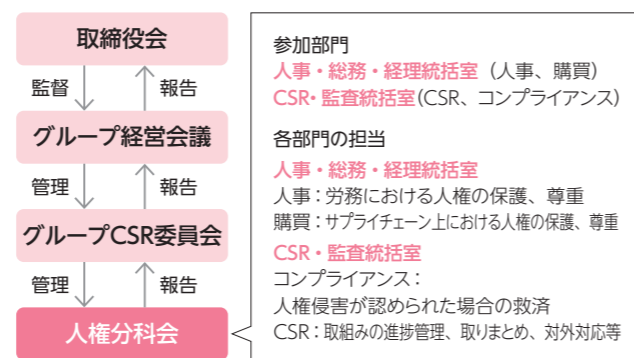 取締役会
監督 報告
グループ経営会議
管理 報告
グループCSR委員会
管理 報告
人権分科会
参加部門
人事・総務・経理統括室（人事、購買）
CSR・監査統括室(CSR、コンプライアンス)
各部門の担当
人事・総務・経理統括室
人事：労務における人権の保護、尊重
購買：サプライチェーン上における人権の保護、尊重
CSR・監査統括室
コンプライアンス：
人権侵害が認められた場合の救済
CSR：取組みの進捗管理、取りまとめ、対外対応等